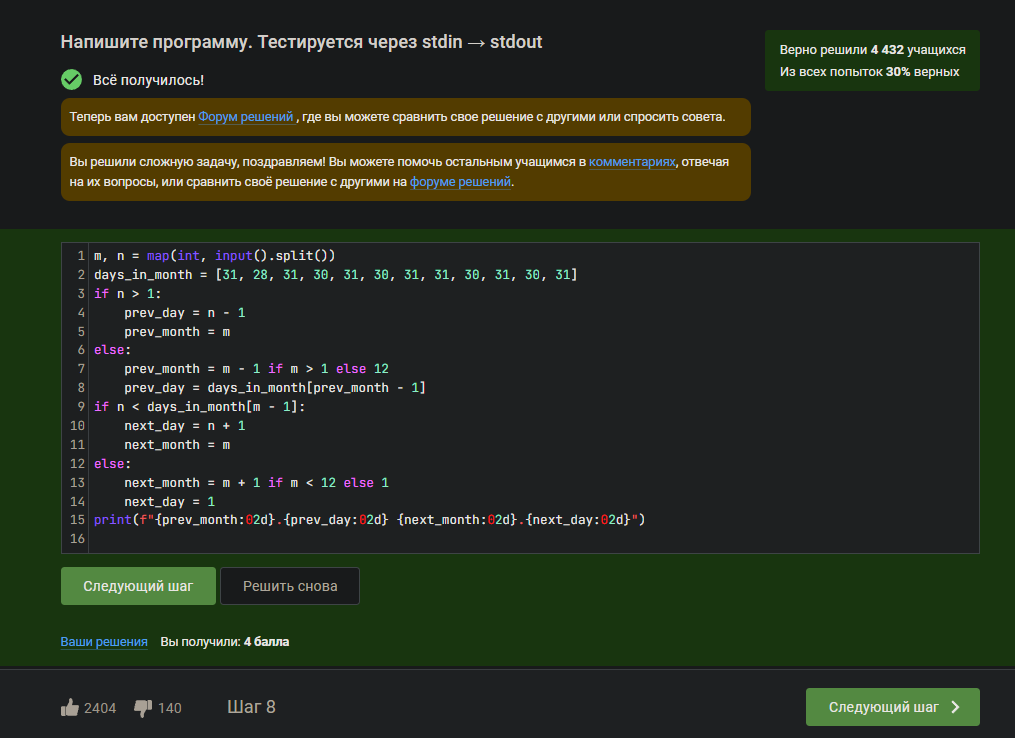 Напишите программу. Тестируется через stdin → stdout
Верно решили 4 432 учащихся
Из всех попыток 30% верных
Всё получилось!
Теперь вам доступен Форум решений , где вы можете сравнить свое решение с другими или спросить совета.
Вы решили сложную задачу, поздравляем! Вы можете помочь остальным учащимся в комментариях, отвечая
на их вопросы, или сравнить своё решение с другими на форуме решений.
1 m, n = map(int, input().split())
2 days_in_month = [31, 28, 31, 30, 31, 30, 31, 31, 30, 31, 30, 31]
3 if n > 1:
4     prev_day = n - 1
5     prev_month = m
6 else:
7     prev_month = m - 1 if m > 1 else 12
8     prev_day = days_in_month[prev_month - 1]
9 if n < days_in_month[m - 1]:
10     next_day = n + 1
11     next_month = m
12 else:
13     next_month = m + 1 if m < 12 else 1
14     next_day = 1
15 print(f"{prev_month:02d}.{prev_day:02d} {next_month:02d}.{next_day:02d}")
16
Следующий шаг Решить снова
Ваши решения Вы получили: 4 балла
2404 140 Шаг 8 Следующий шаг